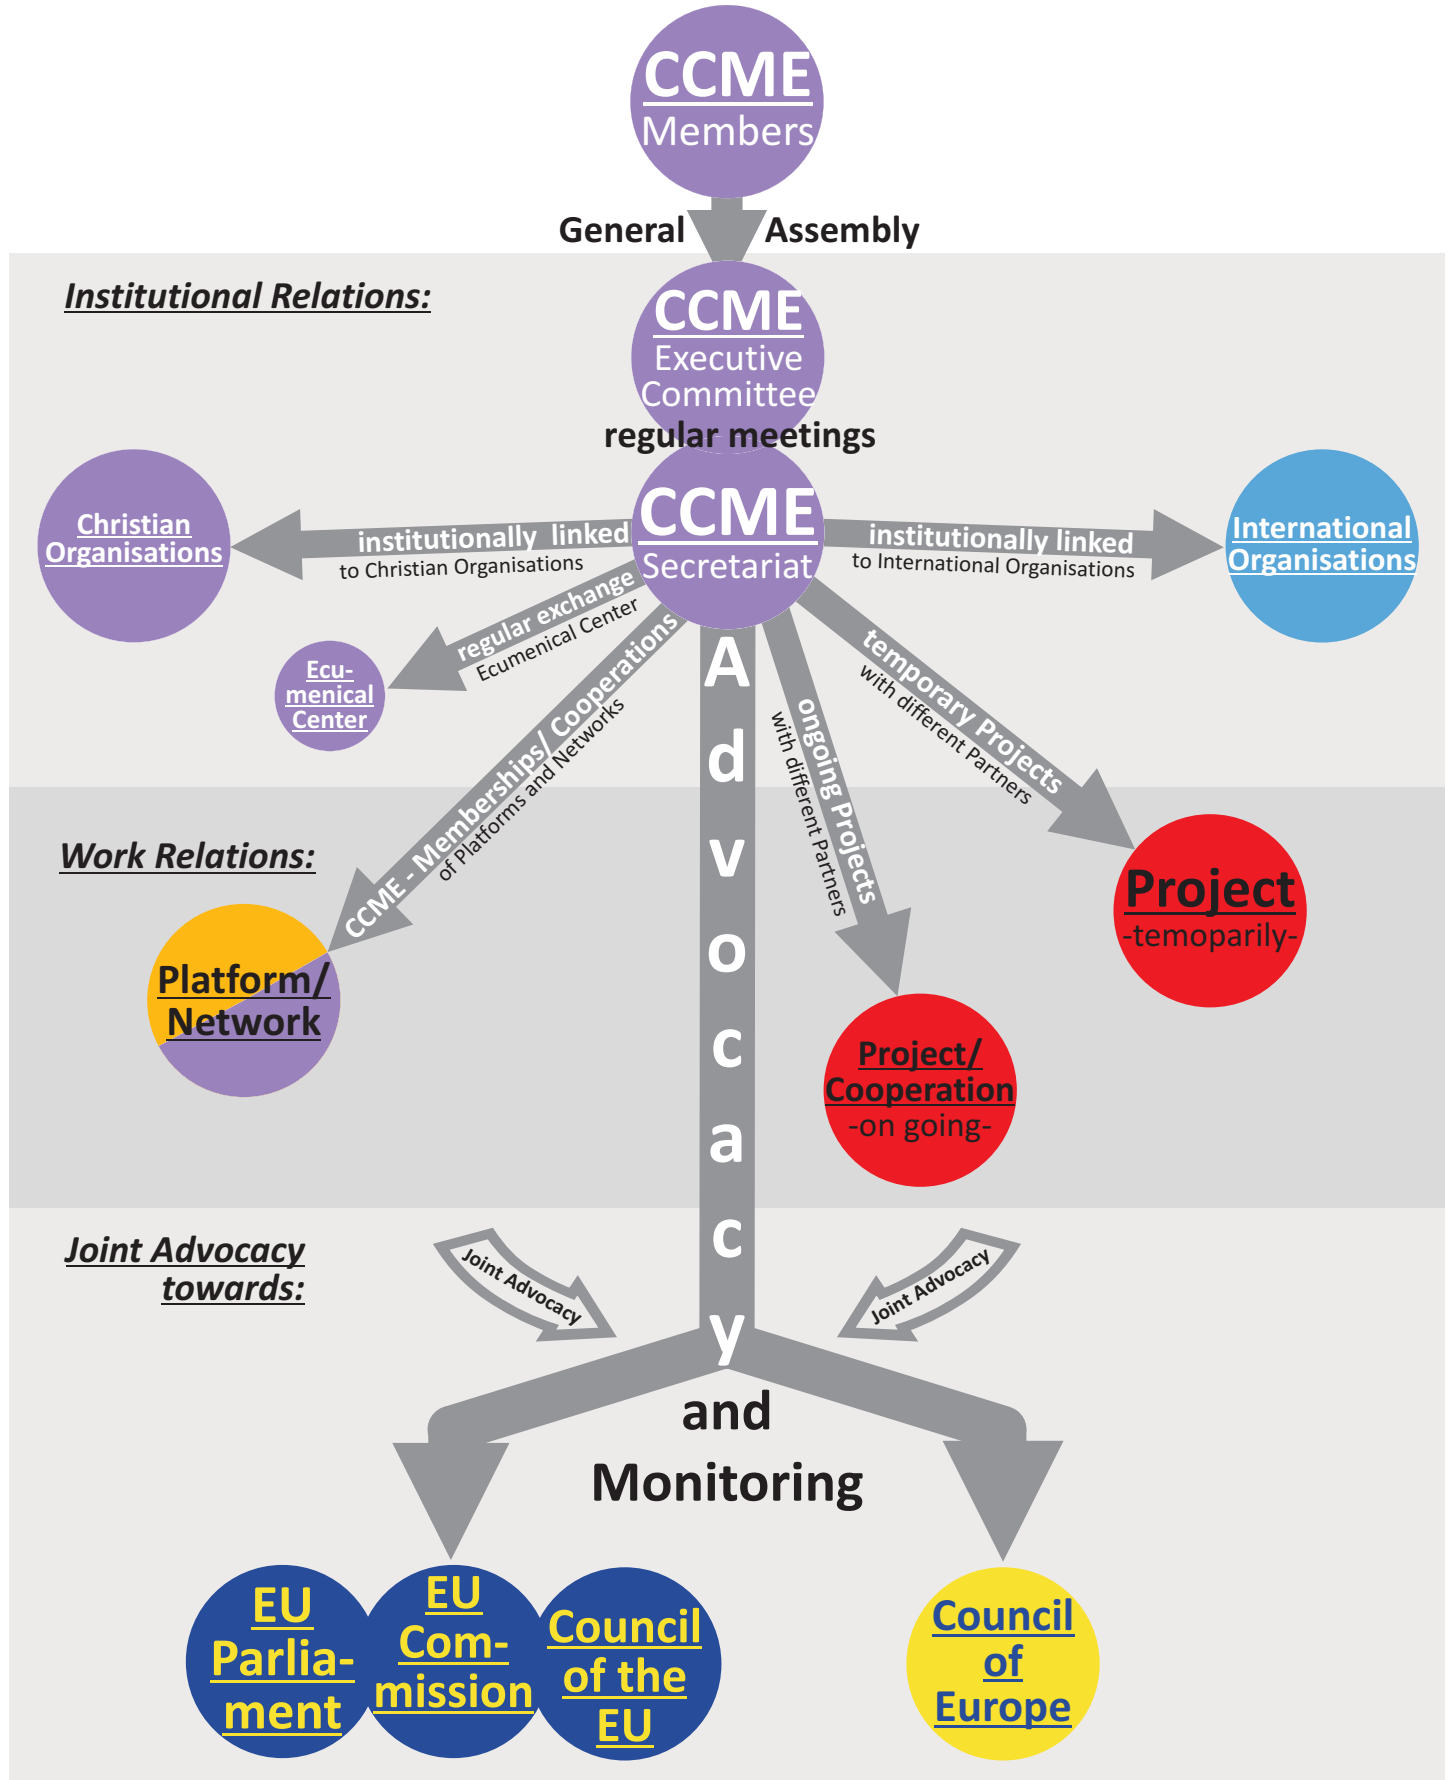 CCME
Members
General Assembly
Institutional Relations:
CCME
Executive
Committee
regular meetings
CCME
Secretariat
Christian
Organisations
institutionally linked
to Christian Organisations
institutionally linked
to International Organisations
International
Organisations
regular exchange
Ecumenical Center
Ecu-
menical
Center
CCME - Memberships/ Cooperations
of Platforms and Networks
ongoing Projects
with different Partners
temporary Projects
with different Partners
Advocacy
Work Relations:
Platform/
Network
Project
-temoparily-
Project/
Cooperation
-on going-
Joint Advocacy
towards:
Joint Advocacy
Joint Advocacy
and
Monitoring
EU
Parlia-
ment
EU
Com-
mission
Council
of the
EU
Council
of
Europe